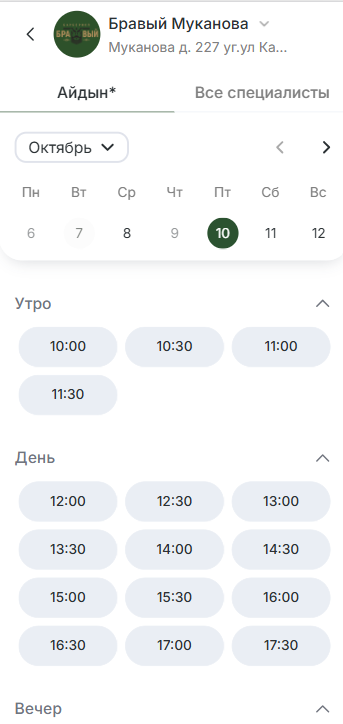 Бравый Муканова
БРАВЫЙ
Муканова д. 227 уг.ул Ка...
Айдын*
Все специалисты
Октябрь
Пн Вт Ср Чт Пт Сб Вс
6 7 8 9 10 11 12
Утро
10:00 10:30 11:00
11:30
День
12:00 12:30 13:00
13:30 14:00 14:30
15:00 15:30 16:00
16:30 17:00 17:30
Вечер